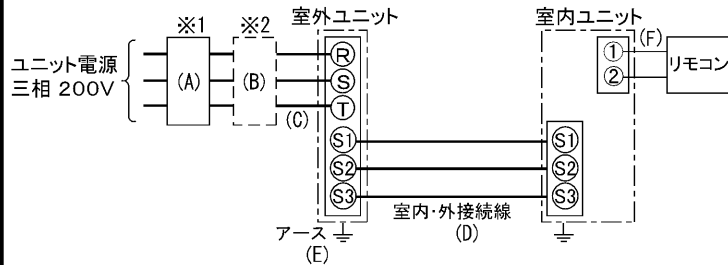 ※1
※2
室外ユニット
室内ユニット
ユニット電源
三相 200V
(A)
(B)
(C)
R
S
T
S1
S2
S3
室内・外接続線
(D)
アース
(E)
S1
S2
S3
1
2
(F)
リモコン